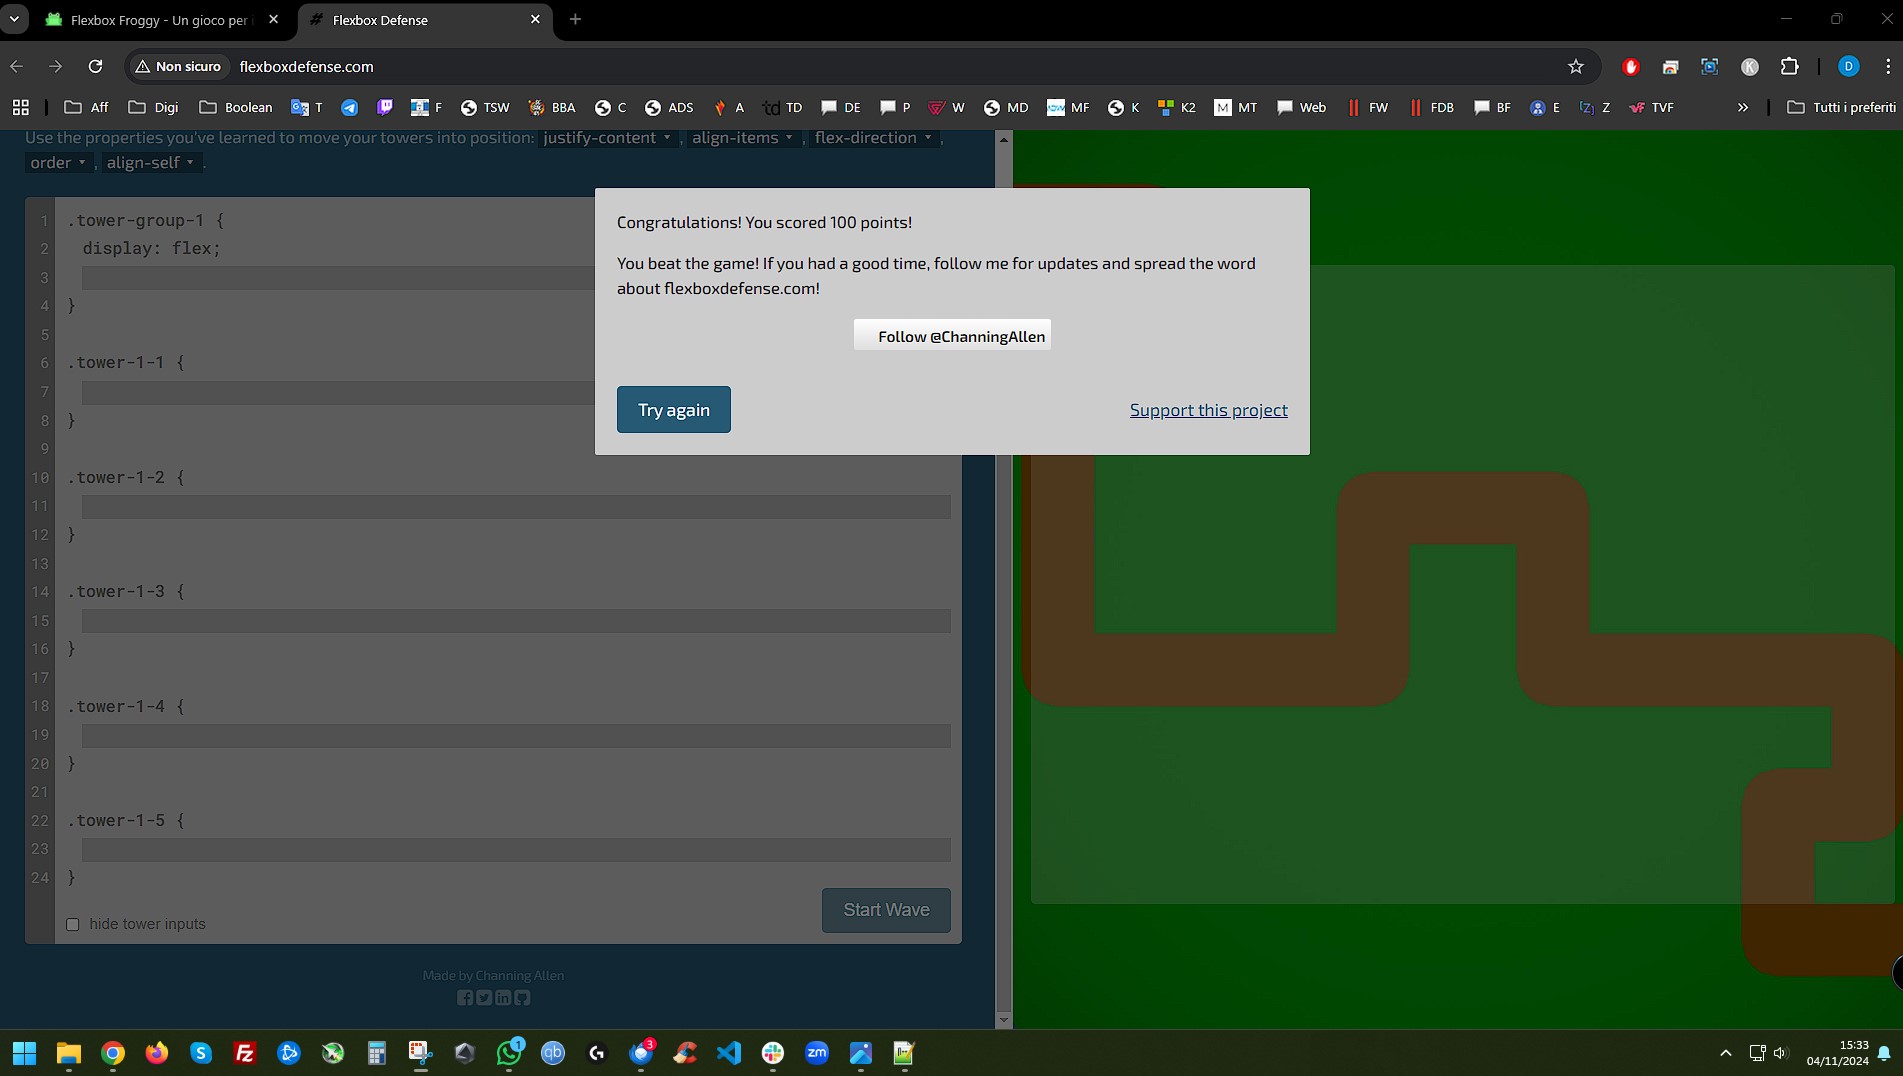 Flexbox Froggy - Un gioco per i
Flexbox Defense
Non sicuro
flexboxdefense.com
K
D
Aff
Digi
Boolean
T
F
TSW
BBA
C
ADS
A
TD
DE
P
W
MD
MF
K
K2
M MT
Web
FW
FDB
BF
E
Z
TVF
»
Tutti i preferiti
Use the properties you've learned to move your towers into position: justify-content ▾ , align-items ▾ , flex-direction ▾ ,
order ▾ , align-self ▾ .
1 .tower-group-1 {
2 display: flex;
3
4 }
5
6 .tower-1-1 {
7
8 }
9
10 .tower-1-2 {
11
12 }
13
14 .tower-1-3 {
15
16 }
17
18 .tower-1-4 {
19
20 }
21
22 .tower-1-5 {
23
24 }
hide tower inputs
Start Wave
Made by Channing Allen
Congratulations! You scored 100 points!
You beat the game! If you had a good time, follow me for updates and spread the word
about flexboxdefense.com!
Follow @ChanningAllen
Try again
Support this project
S
FZ
1
qb
G
3
zm
15:33
04/11/2024